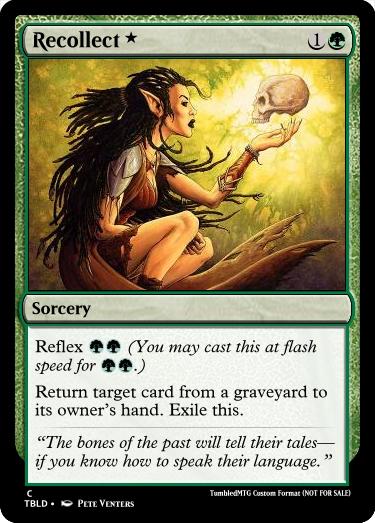 Recollect ★ 1
Sorcery
Reflex (You may cast this at flash
speed for .)
Return target card from a graveyard to
its owner's hand. Exile this.
"The bones of the past will tell their tales—
if you know how to speak their language."
C
TBLD • Pete Venters
TumbledMTG Custom Format (NOT FOR SALE)